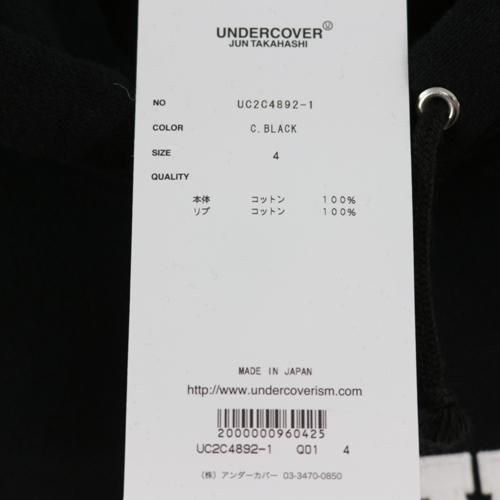 UNDERCOVER
JUN TAKAHASHI
NO UC2C4892-1
COLOR C.BLACK
SIZE 4
QUALITY
本体 コットン 100%
リブ コットン 100%
MADE IN JAPAN
http://www.undercoverism.com
2000000960425
UC2C4892-1 Q01 4
(株) アンダーカバー 03-3470-0850